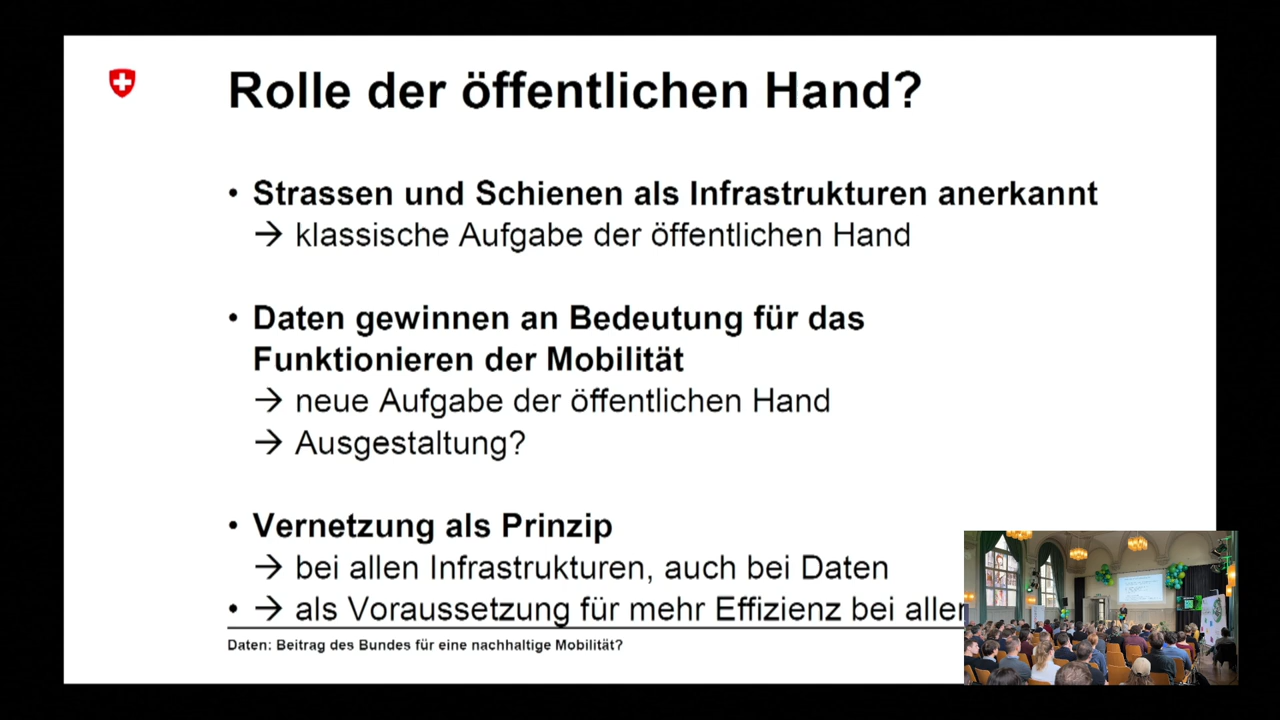 Rolle der öffentlichen Hand?
• Strassen und Schienen als Infrastrukturen anerkannt
→ klassische Aufgabe der öffentlichen Hand
• Daten gewinnen an Bedeutung für das
Funktionieren der Mobilität
→ neue Aufgabe der öffentlichen Hand
→ Ausgestaltung?
• Vernetzung als Prinzip
→ bei allen Infrastrukturen, auch bei Daten
• → als Voraussetzung für mehr Effizienz bei aller
Daten: Beitrag des Bundes für eine nachhaltige Mobilität?